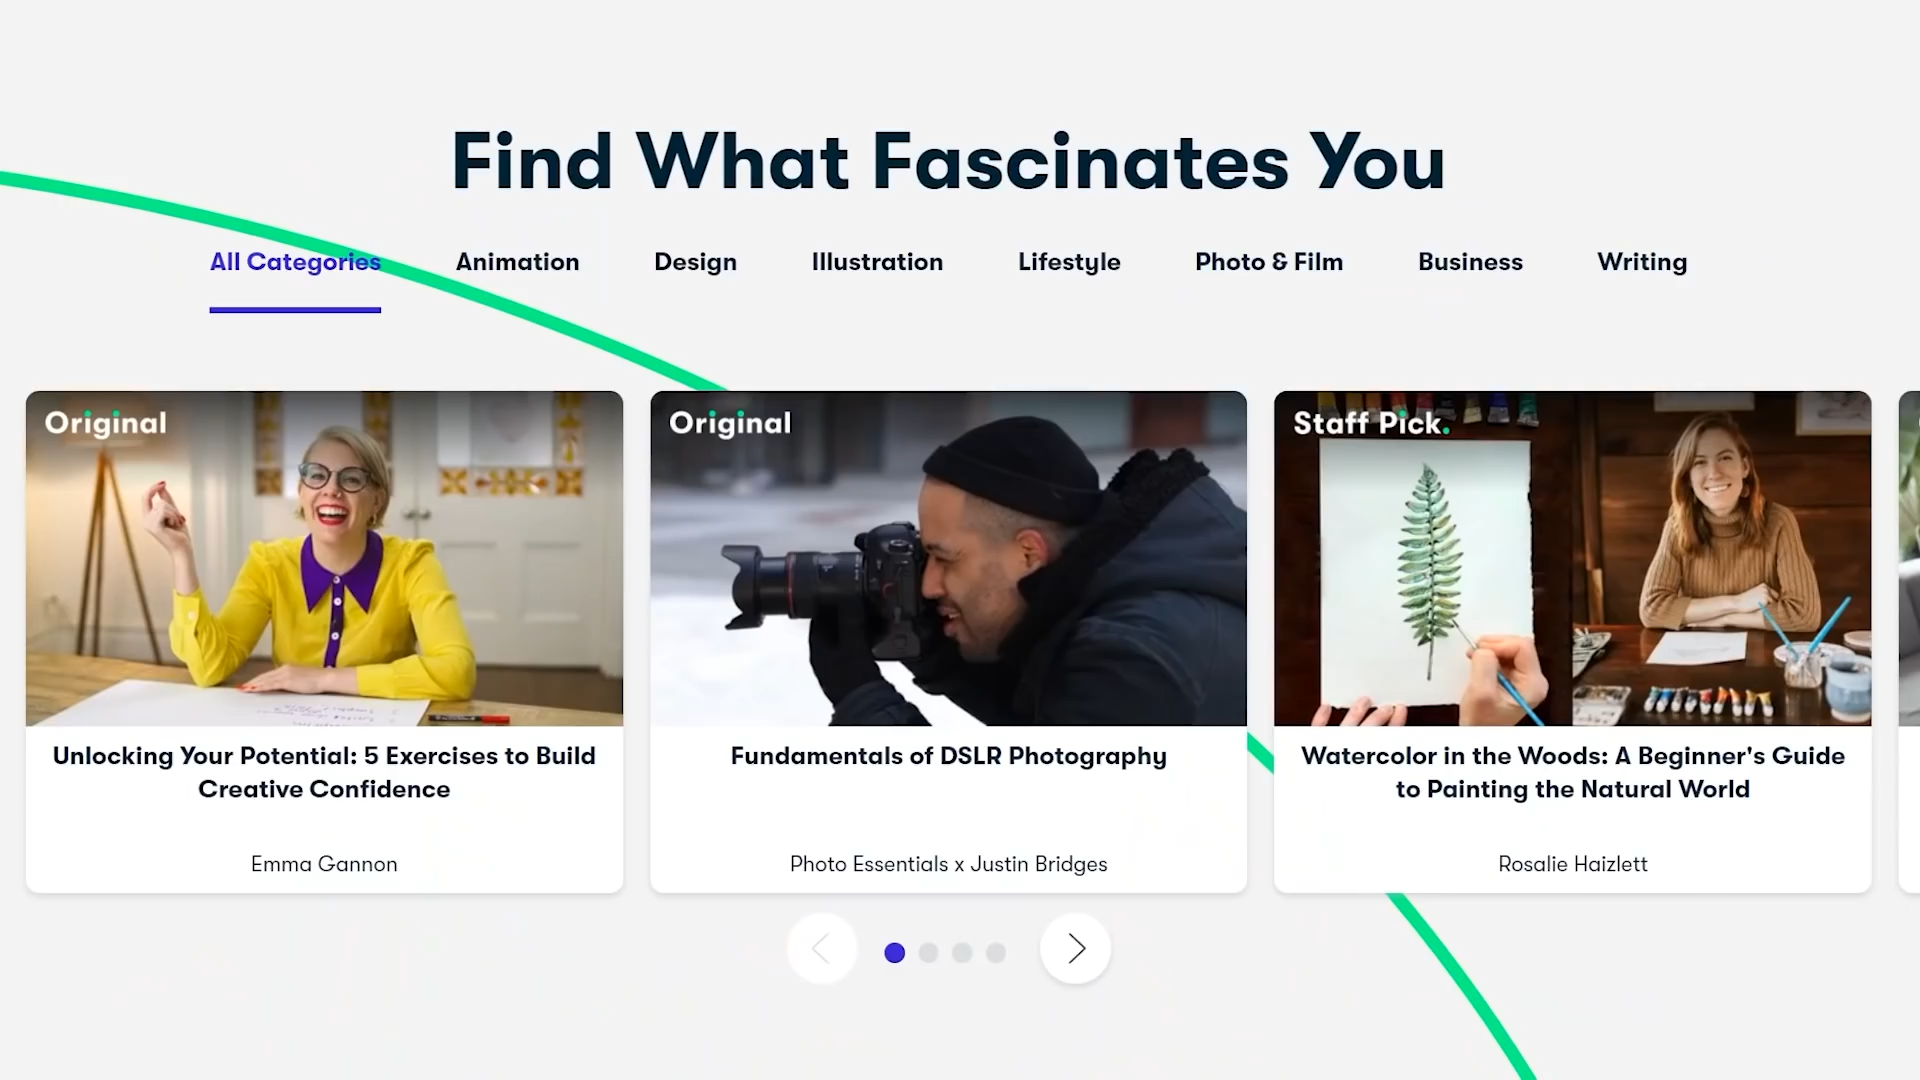 Find What Fascinates You
All Categories Animation Design Illustration Lifestyle Photo & Film Business Writing
Original
Original
Staff Pick.
Unlocking Your Potential: 5 Exercises to Build
Creative Confidence
Fundamentals of DSLR Photography
Watercolor in the Woods: A Beginner's Guide
to Painting the Natural World
Emma Gannon
Photo Essentials x Justin Bridges
Rosalie Haizlett